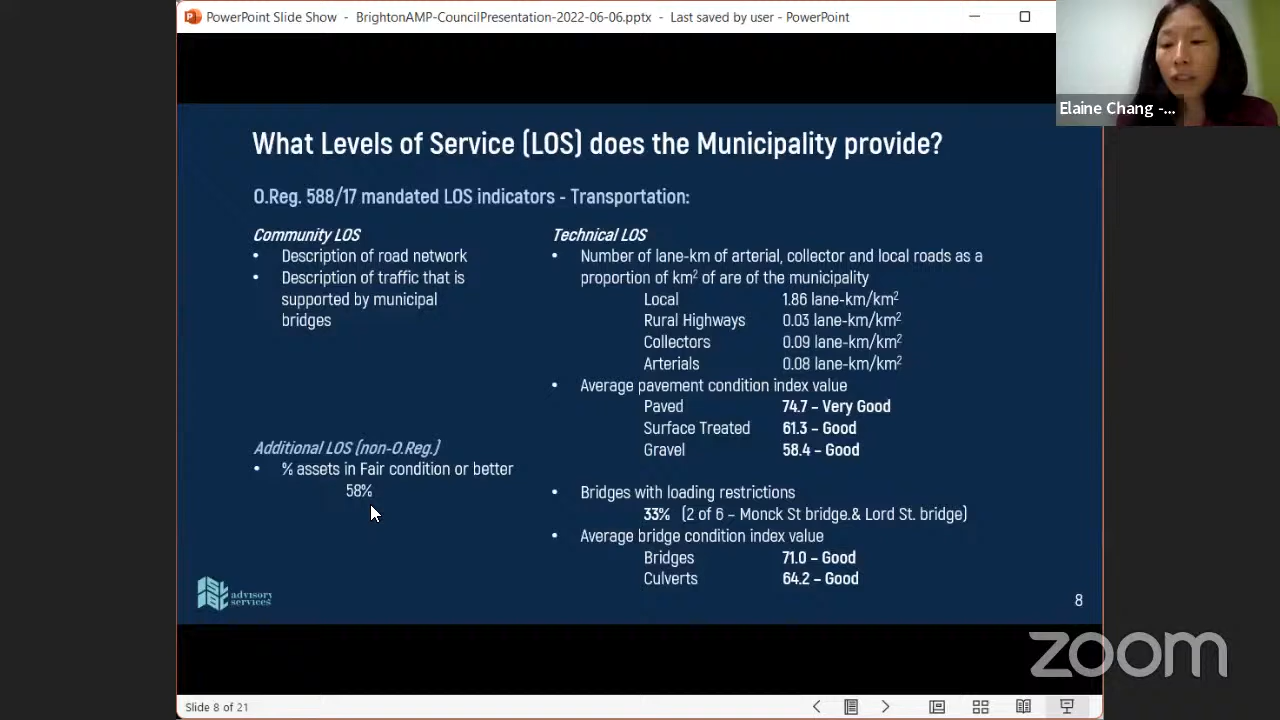 PowerPoint Slide Show - BrightonAMP-CouncilPresentation-2022-06-06.pptx - Last saved by user - PowerPoint
Elaine Chang -...
What Levels of Service (LOS) does the Municipality provide?
O.Reg. 588/17 mandated LOS indicators - Transportation:
Community LOS
• Description of road network
• Description of traffic that is
supported by municipal
bridges
Additional LOS (non-O.Reg.)
• % assets in Fair condition or better
58%
Technical LOS
• Number of lane-km of arterial, collector and local roads as a
proportion of km² of are of the municipality
Local 1.86 lane-km/km²
Rural Highways 0.03 lane-km/km²
Collectors 0.09 lane-km/km²
Arterials 0.08 lane-km/km²
• Average pavement condition index value
Paved 74.7 – Very Good
Surface Treated 61.3 – Good
Gravel 58.4 – Good
• Bridges with loading restrictions
33% (2 of 6 – Monck St bridge.& Lord St. bridge)
• Average bridge condition index value
Bridges 71.0 – Good
Culverts 64.2 – Good
advisory
services
8
zoom
Slide 8 of 21